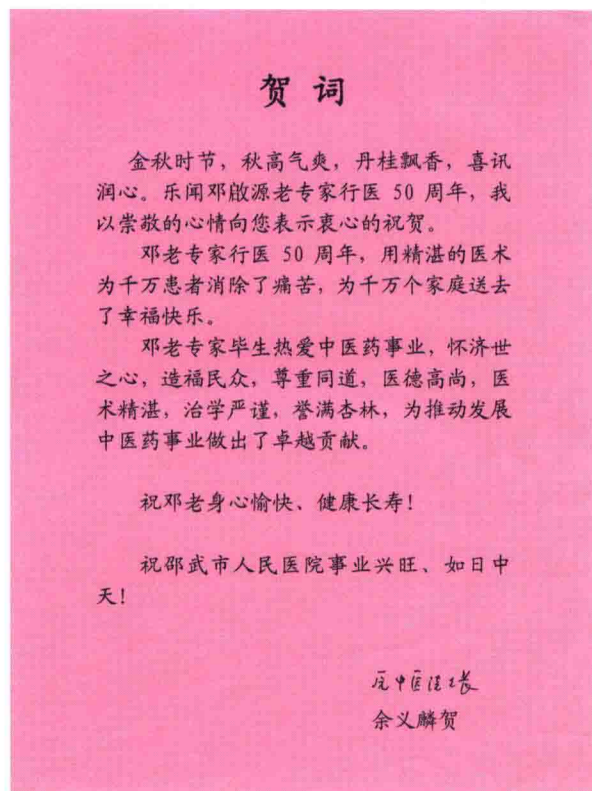 贺词
金秋时节，秋高气爽，丹桂飘香，喜讯
润心。乐闻邓啟源老专家行医 50 周年，我
以崇敬的心情向您表示衷心的祝贺。
邓老专家行医 50 周年，用精湛的医术
为千万患者消除了痛苦，为千万个家庭送去
了幸福快乐。
邓老专家毕生热爱中医药事业，怀济世
之心，造福民众，尊重同道，医德高尚，医
术精湛，治学严谨，誉满杏林，为推动发展
中医药事业做出了卓越贡献。
祝邓老身心愉快、健康长寿！
祝邵武市人民医院事业兴旺、如日中
天！
余义麟贺